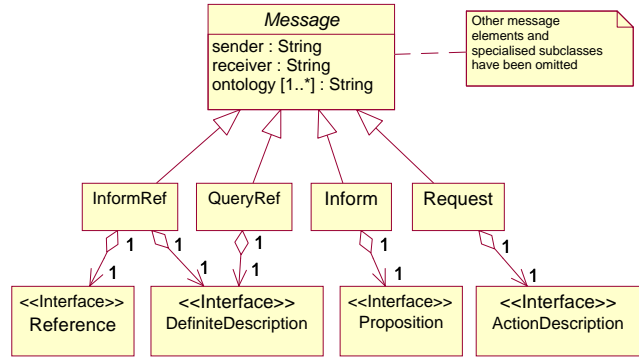 Message
sender : String
receiver : String
ontology [1..*] : String
Other message
elements and
specialised subclasses
have been omitted
InformRef
QueryRef
Inform
Request
1
1
1
1
1
1
1
1
1
1
<<Interface>>
Reference
<<Interface>>
DefiniteDescription
<<Interface>>
Proposition
<<Interface>>
ActionDescription